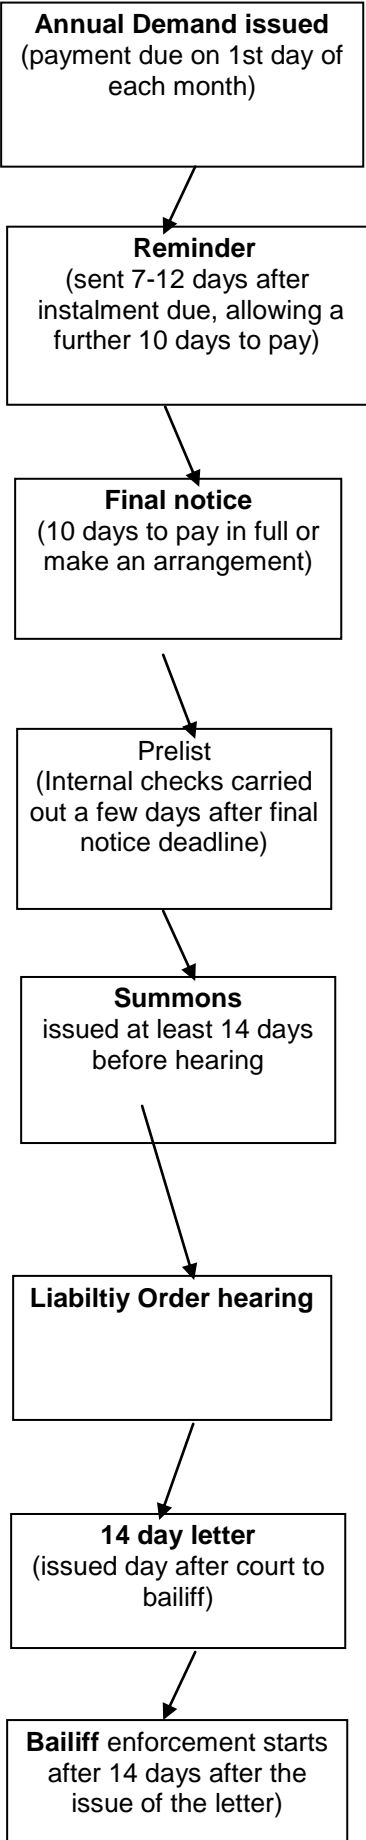 Annual Demand issued
(payment due on 1st day of
each month)
Reminder
(sent 7-12 days after
instalment due, allowing a
further 10 days to pay)
Final notice
(10 days to pay in full or
make an arrangement)
Prelist
(Internal checks carried
out a few days after final
notice deadline)
Summons
issued at least 14 days
before hearing
Liabiltiy Order hearing
14 day letter
(issued day after court to
bailiff)
Bailiff enforcement starts
after 14 days after the
issue of the letter)